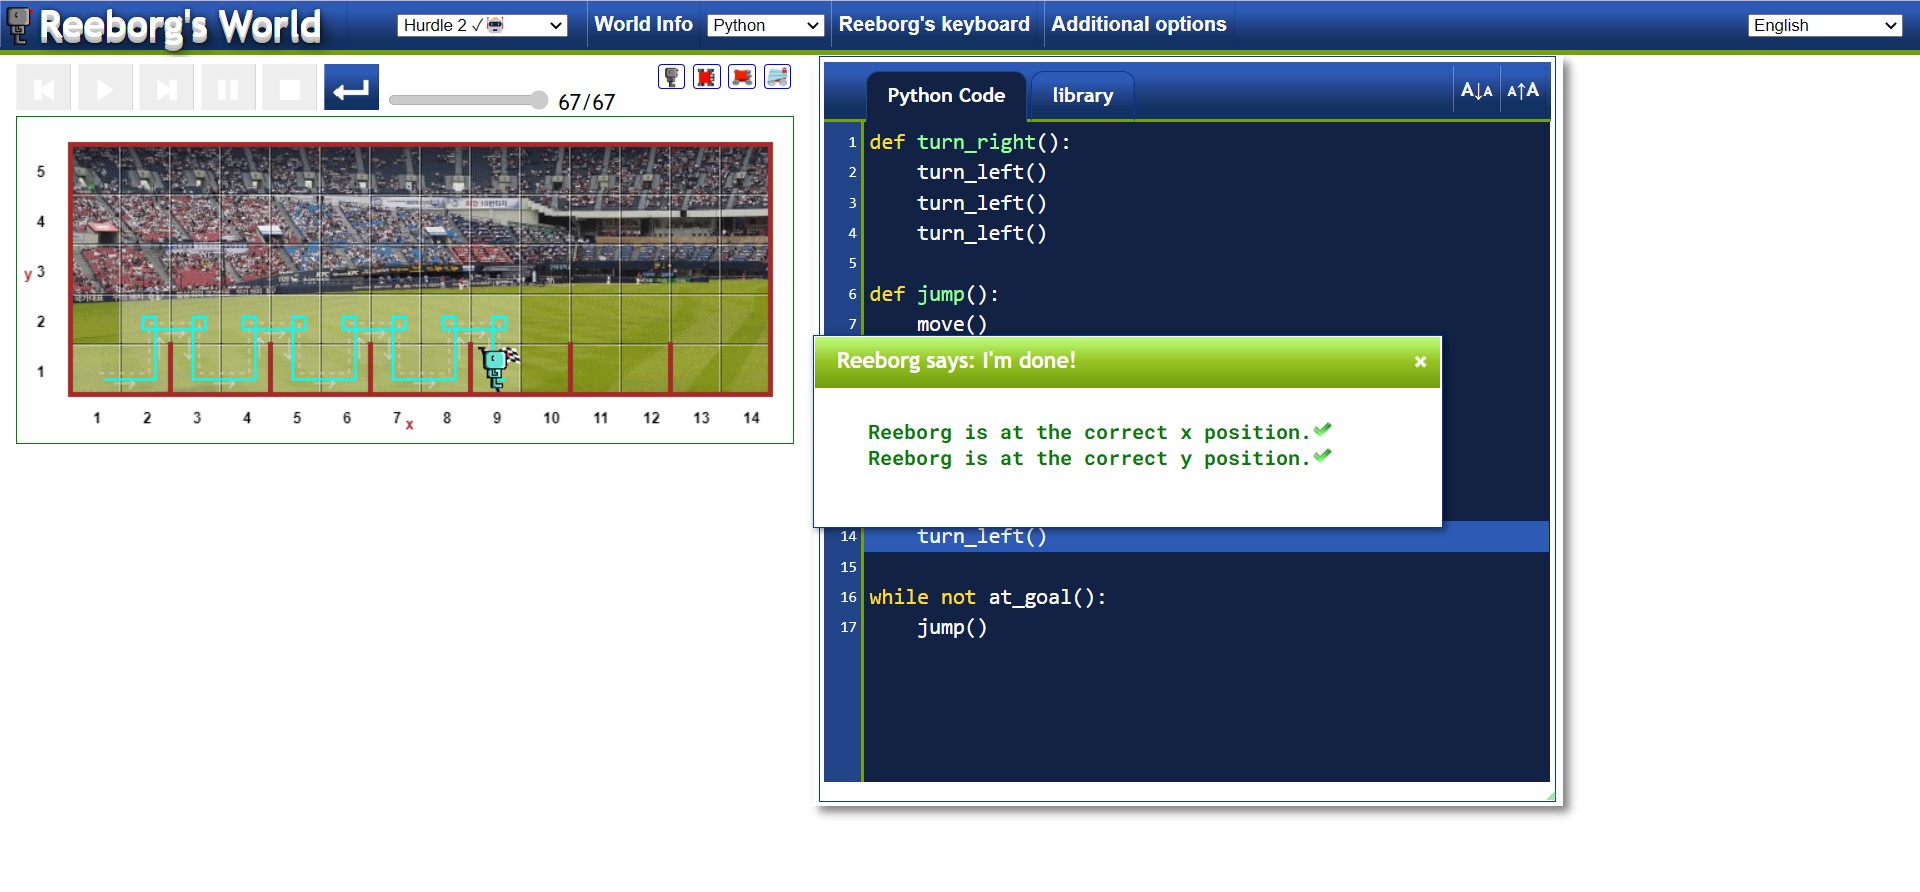 Reeborg's World
Hurdle 2 ✓🤖
World Info
Python
Reeborg's keyboard
Additional options
English
67/67
Python Code
library
A↓A
A↑A
5
4
y 3
2
1
1 2 3 4 5 6 7 x 8 9 10 11 12 13 14
1 def turn_right():
2     turn_left()
3     turn_left()
4     turn_left()
5
6 def jump():
7     move()
Reeborg says: I'm done!
×
Reeborg is at the correct x position.✔
Reeborg is at the correct y position.✔
14     turn_left()
15
16 while not at_goal():
17     jump()